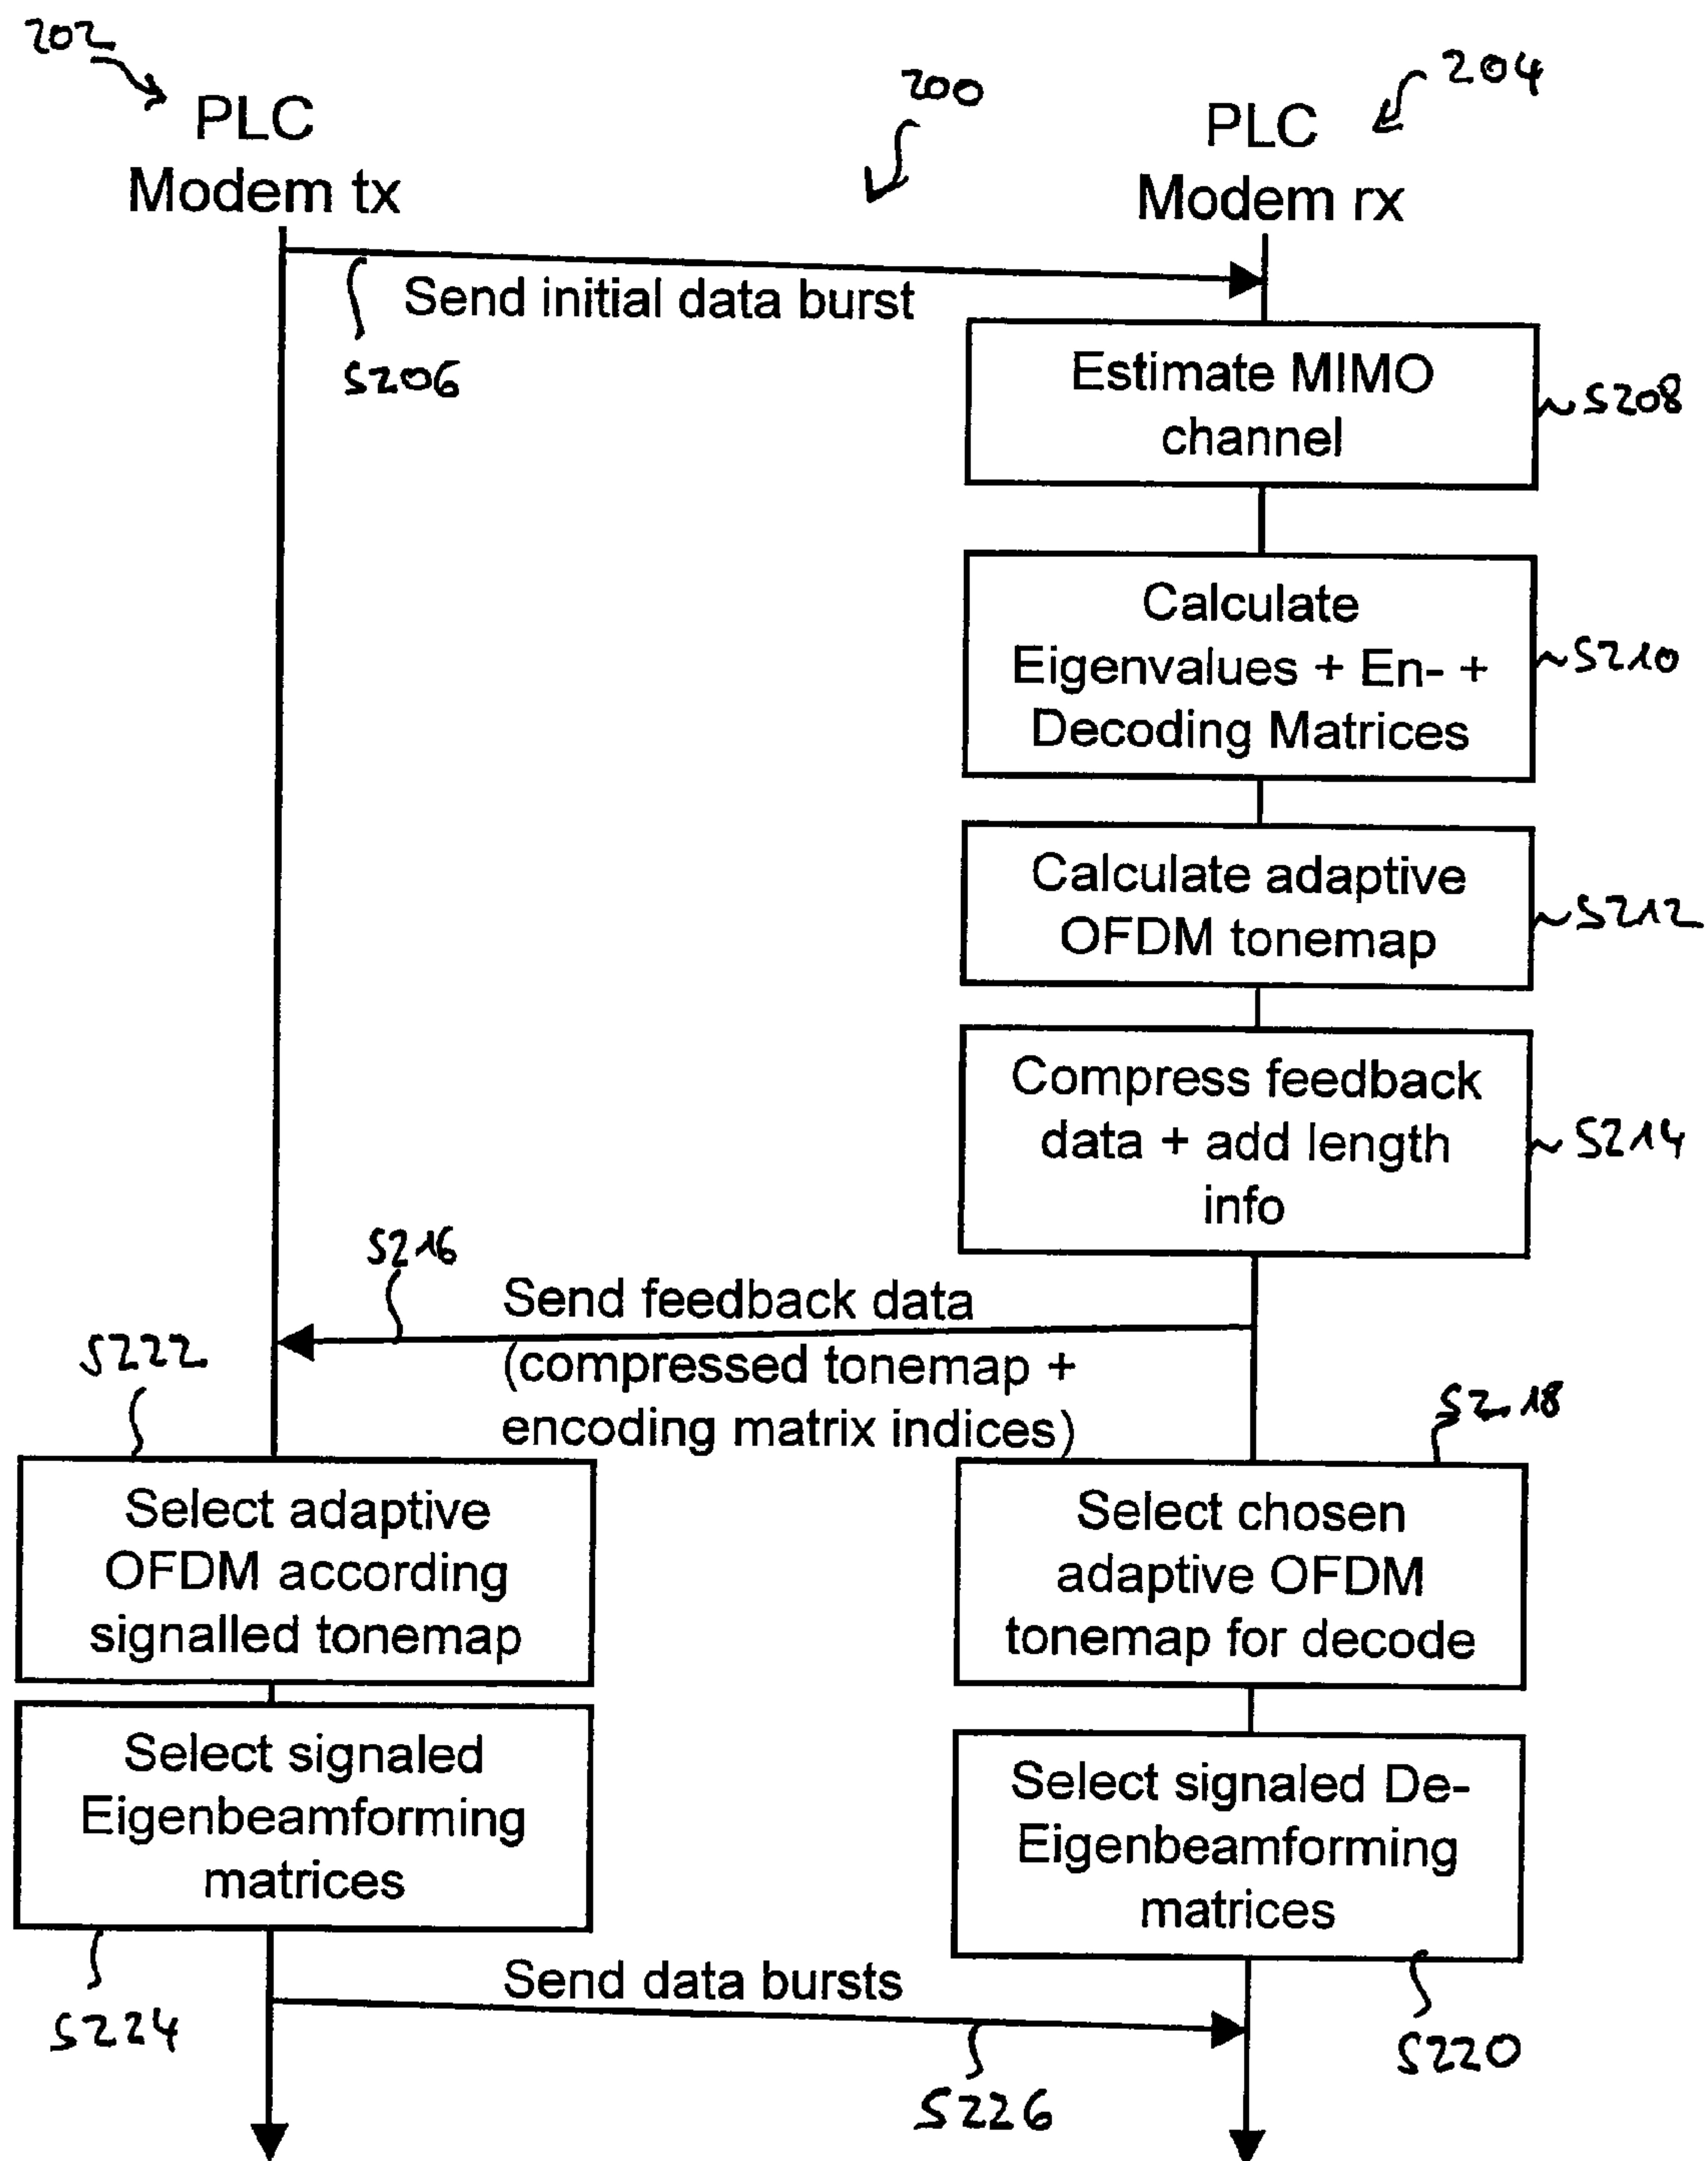 202
PLC
Modem tx
200
204
PLC
Modem rx
Send initial data burst
S206
Estimate MIMO
channel
S208
Calculate
Eigenvalues + En- +
Decoding Matrices
S210
Calculate adaptive
OFDM tonemap
S212
Compress feedback
data + add length
info
S214
S216
Send feedback data
(compressed tonemap +
encoding matrix indices)
S222
Select adaptive
OFDM according
signalled tonemap
S218
Select chosen
adaptive OFDM
tonemap for decode
Select signaled
Eigenbeamforming
matrices
S224
Select signaled De-
Eigenbeamforming
matrices
S220
Send data bursts
S226